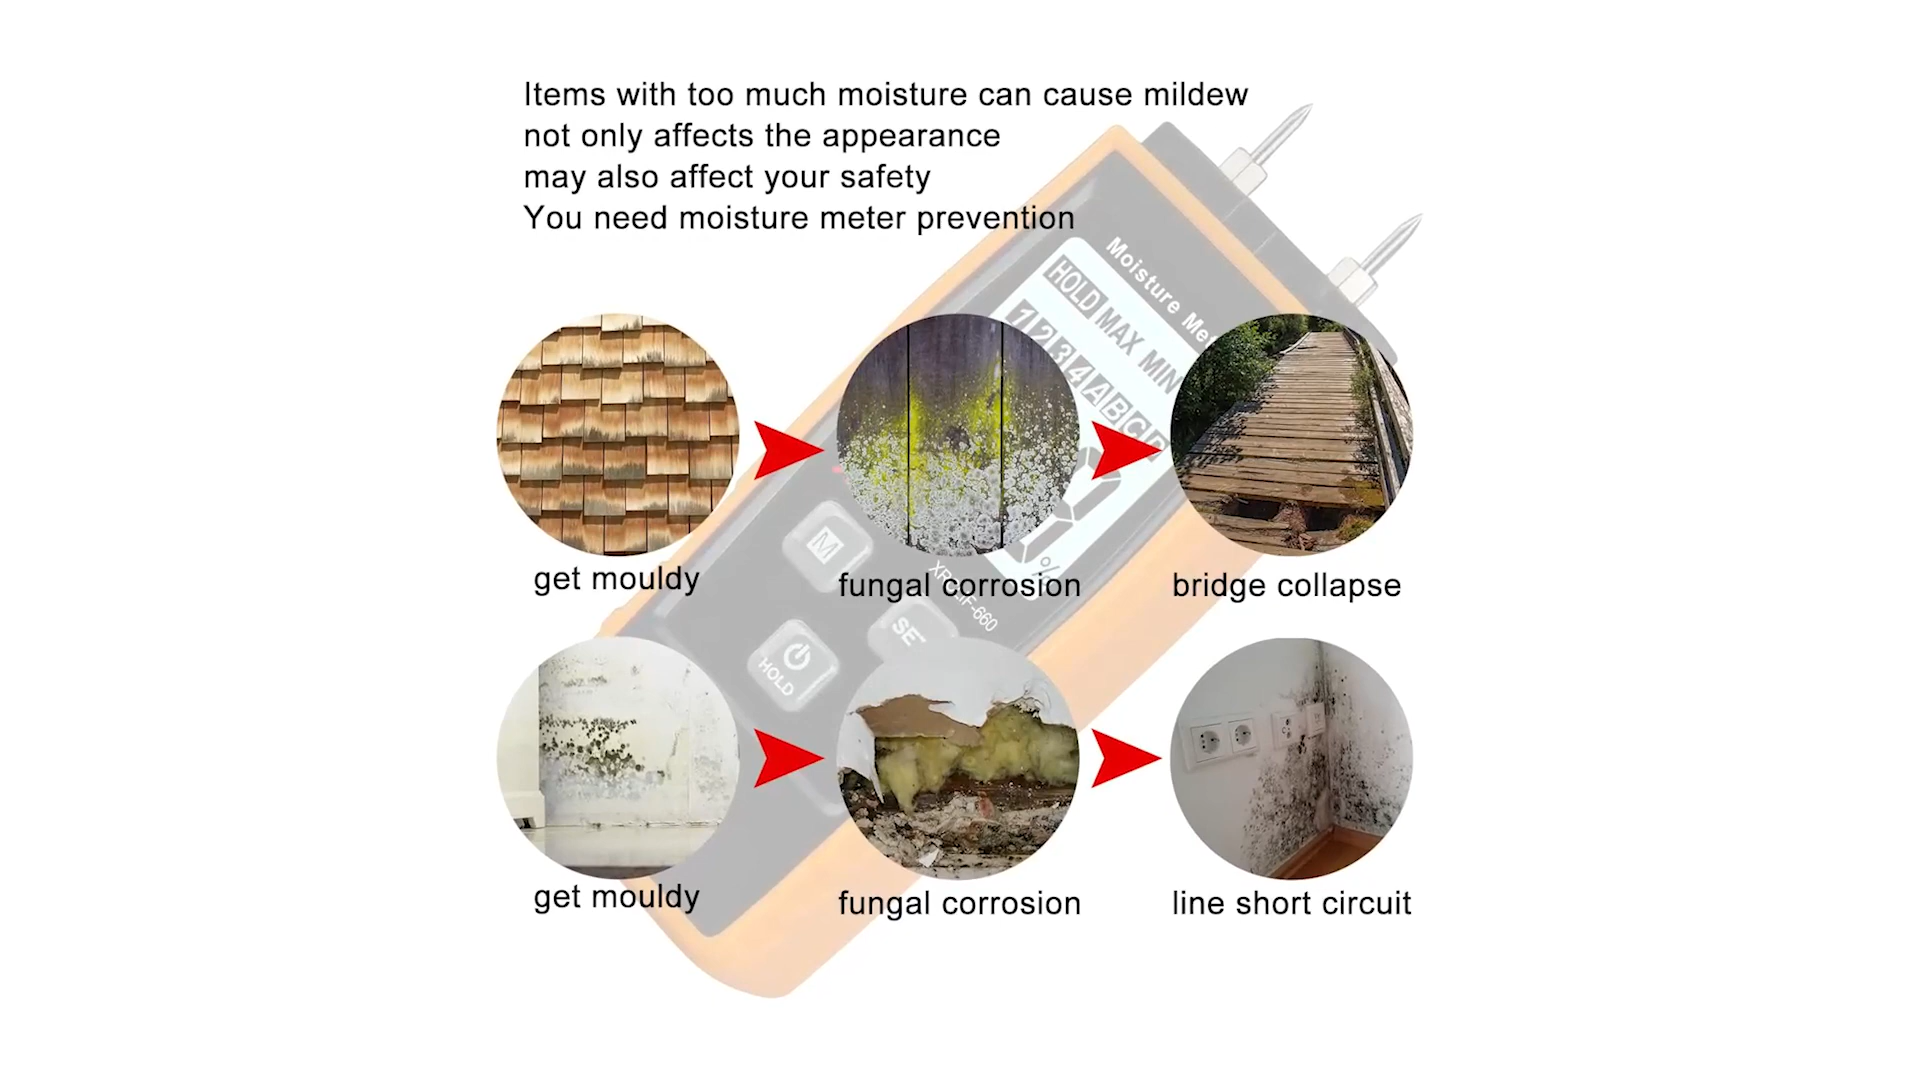 Items with too much moisture can cause mildew
not only affects the appearance
may also affect your safety
You need moisture meter prevention
Moisture Me
HOLD MAX MIN
1234ABCD
%
M
SET
HOLD
get mouldy
fungal corrosion
bridge collapse
get mouldy
fungal corrosion
line short circuit